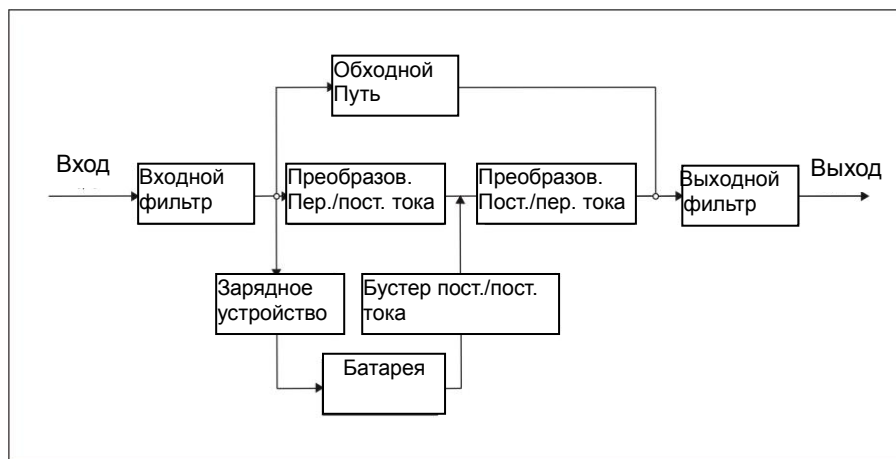 Обходной
Путь
Вход
Входной
фильтр
Преобразов.
Пер./пост. тока
Преобразов.
Пост./пер. тока
Выходной
фильтр
Выход
Зарядное
устройство
Бустер пост./пост.
тока
Батарея